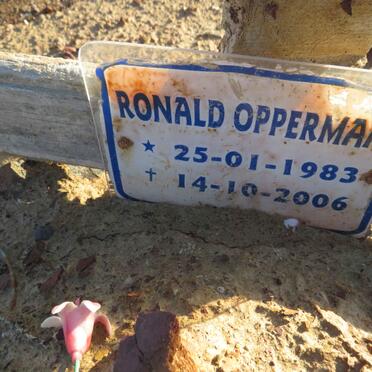 RONALD OPPERMA
★ 25-01-1983
✝ 14-10-2006